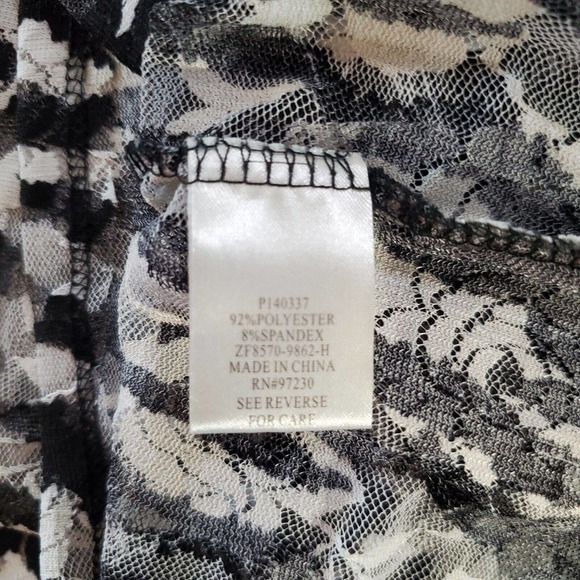 P140337
92%POLYESTER
8%SPANDEX
ZF8570-9862-H
MADE IN CHINA
RN#97230
SEE REVERSE
FOR CARE